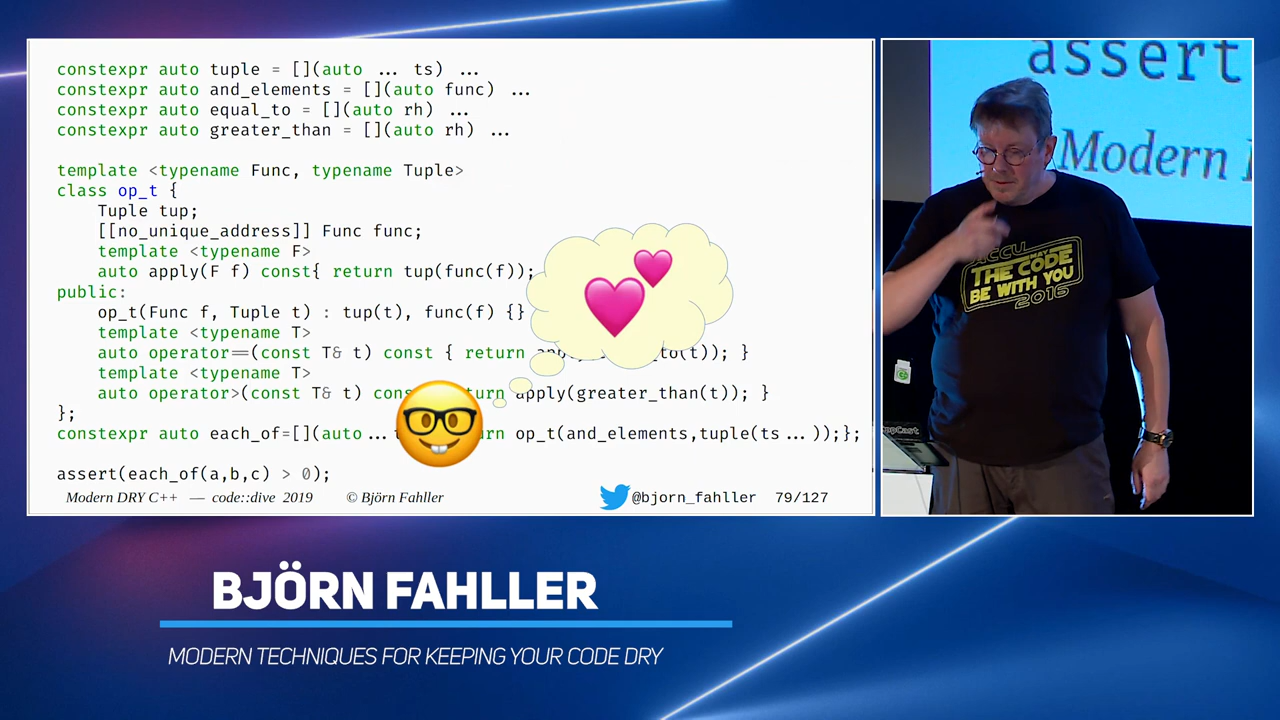 constexpr auto tuple = [](auto ... ts) ...
constexpr auto and_elements = [](auto func) ...
constexpr auto equal_to = [](auto rh) ...
constexpr auto greater_than = [](auto rh) ...
template <typename Func, typename Tuple>
class op_t {
Tuple tup;
[[no_unique_address]] Func func;
template <typename F>
auto apply(F f) const{ return tup(func(f));
public:
op_t(Func f, Tuple t) : tup(t), func(f) {}
template <typename T>
auto operator==(const T& t) const { return to(t)); }
template <typename T>
auto operator>(const T& t) cons turn apply(greater_than(t)); }
};
constexpr auto each_of=[](auto... rn op_t(and_elements,tuple(ts...));};
assert(each_of(a,b,c) > 0);
Modern DRY C++ — code::dive 2019 © Björn Fahller @bjorn_fahller 79/127
assert
Modern
ACCU
MAY
THE CODE
BE WITH YOU
2016
BJÖRN FAHLLER
MODERN TECHNIQUES FOR KEEPING YOUR CODE DRY